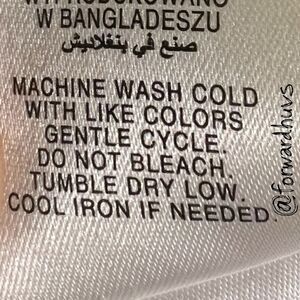 WYPRODUKOWANO
W BANGLADESZU
صنع في بنغلاديش
MACHINE WASH COLD
WITH LIKE COLORS
GENTLE CYCLE.
DO NOT BLEACH.
TUMBLE DRY LOW.
COOL IRON IF NEEDED.
@forwardhuvs